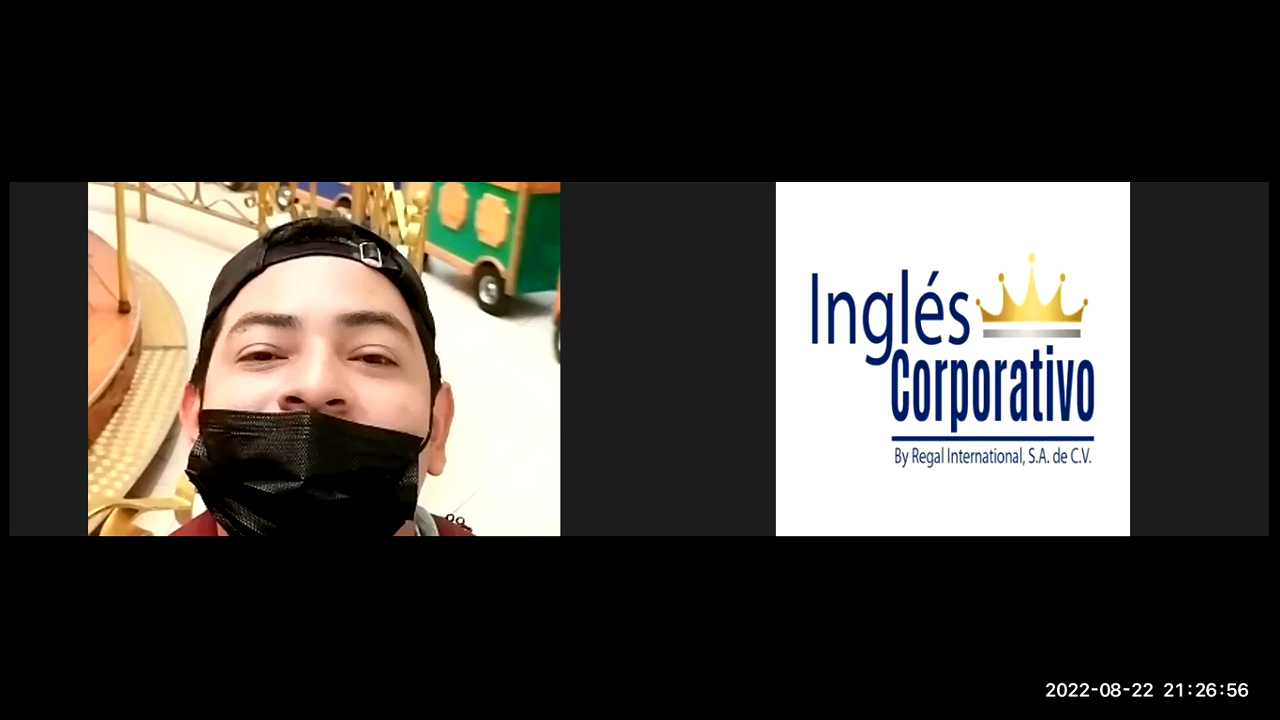 Inglés
Corporativo
By Regal International, S.A. de C.V.
2022-08-22 21:26:56